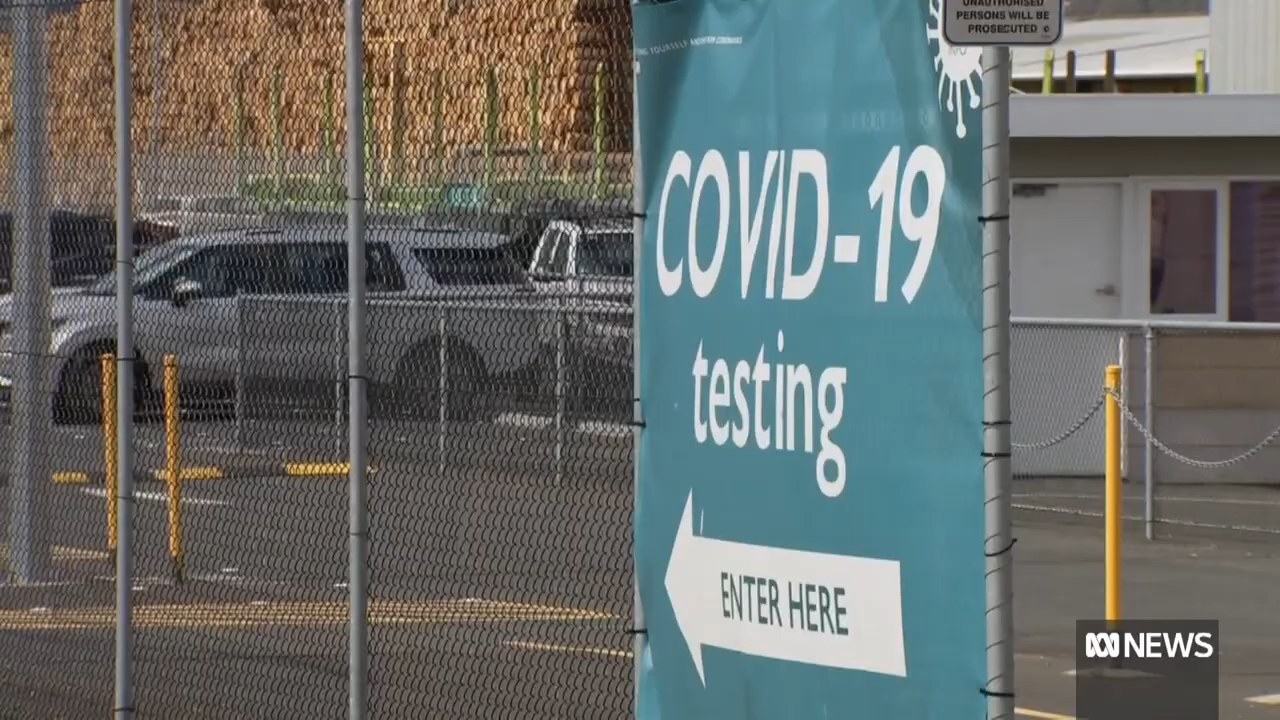 UNAUTHORISED
PERSONS WILL BE
PROSECUTED
COVID-19
testing
ENTER HERE
NEWS